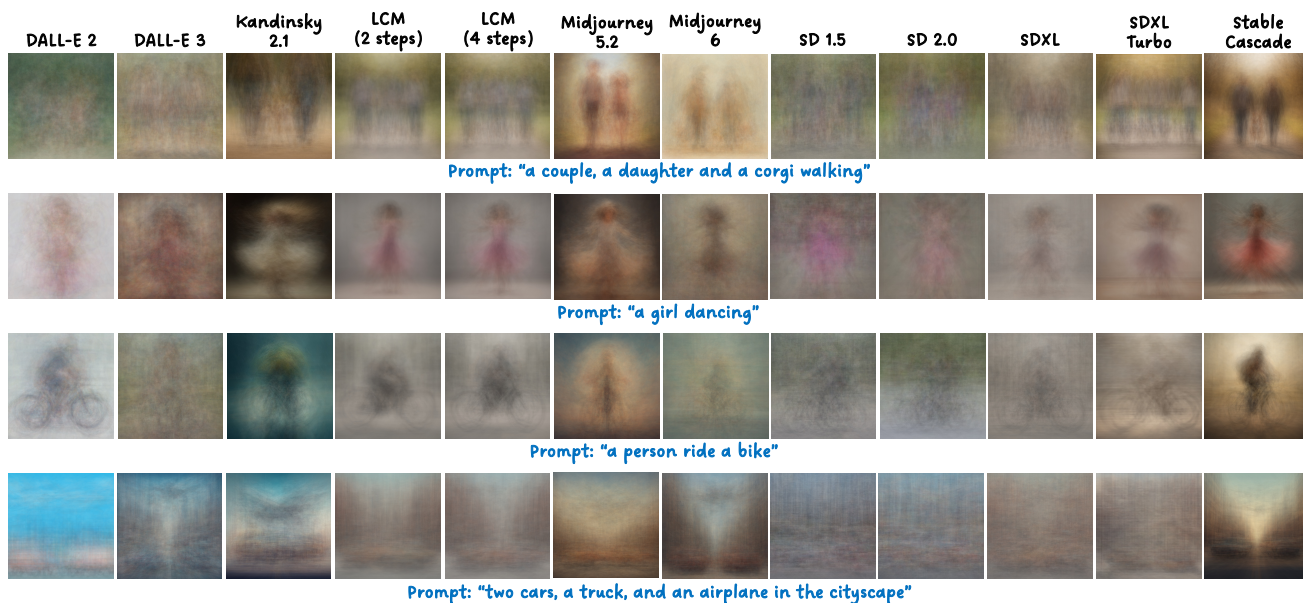 DALL-E 2
DALL-E 3
Kandinsky
2.1
LCM
(2 steps)
LCM
(4 steps)
Midjourney
5.2
Midjourney
6
SD 1.5
SD 2.0
SDXL
SDXL
Turbo
Stable
Cascade
Prompt: “a couple, a daughter and a corgi walking”
Prompt: “a girl dancing”
Prompt: “a person ride a bike”
Prompt: “two cars, a truck, and an airplane in the cityscape”